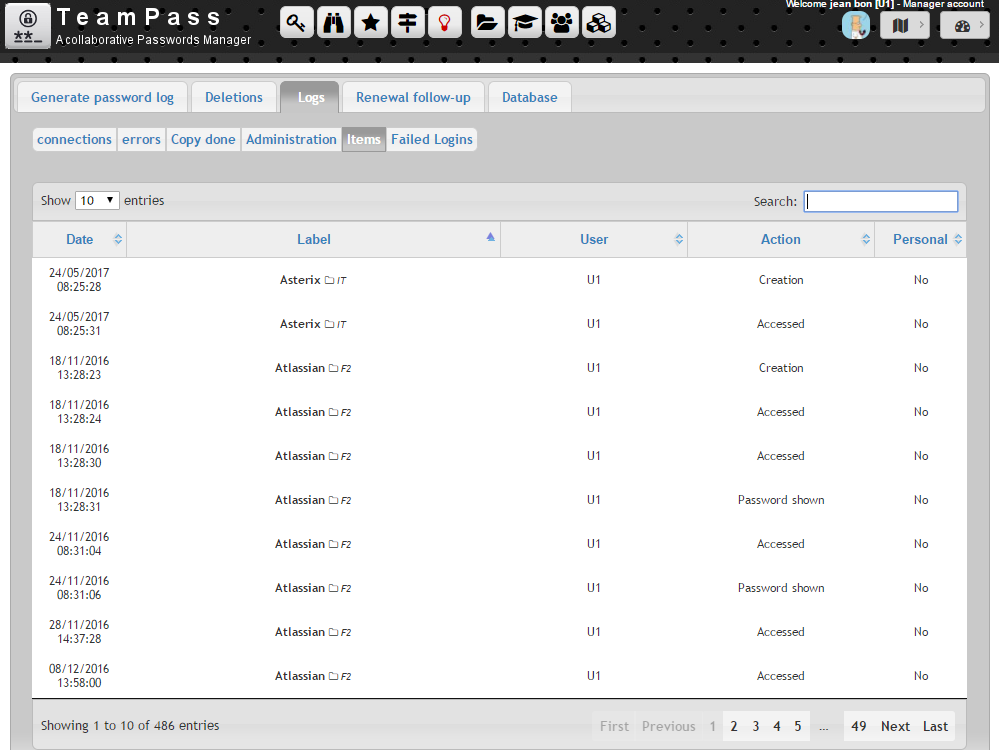 Welcome jean bon [U1] - Manager account
TeamPass
A collaborative Passwords Manager
**_
Generate password log Deletions Logs Renewal follow-up Database
connections errors Copy done Administration Items Failed Logins
Show 10 entries Search:
Date Label User Action Personal
24/05/2017
08:25:28
Asterix IT U1 Creation No
24/05/2017
08:25:31
Asterix IT U1 Accessed No
18/11/2016
13:28:23
Atlassian F2 U1 Creation No
18/11/2016
13:28:24
Atlassian F2 U1 Accessed No
18/11/2016
13:28:30
Atlassian F2 U1 Accessed No
18/11/2016
13:28:31
Atlassian F2 U1 Password shown No
24/11/2016
08:31:04
Atlassian F2 U1 Accessed No
24/11/2016
08:31:06
Atlassian F2 U1 Password shown No
28/11/2016
14:37:28
Atlassian F2 U1 Accessed No
08/12/2016
13:58:00
Atlassian F2 U1 Accessed No
Showing 1 to 10 of 486 entries First Previous 1 2 3 4 5 ... 49 Next Last